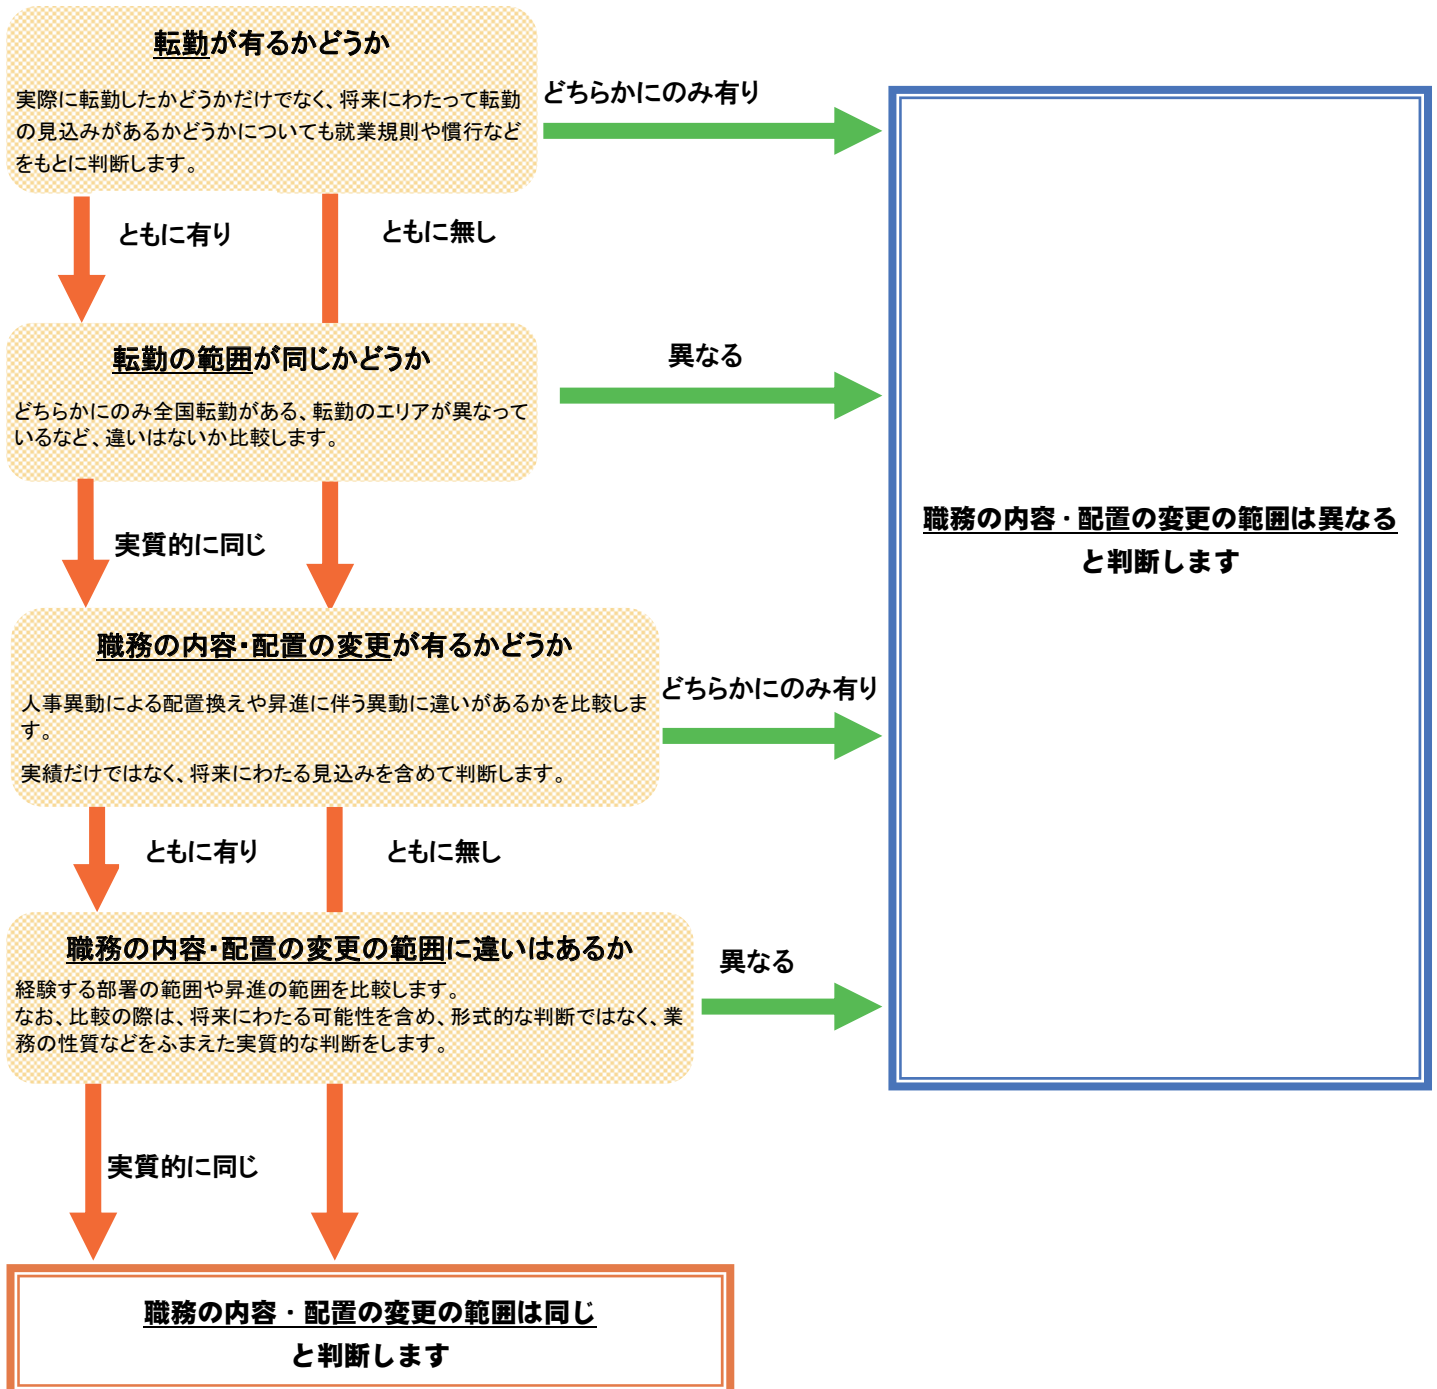 転勤が有るかどうか
実際に転勤したかどうかだけでなく、将来にわたって転勤
の見込みがあるかどうかについても就業規則や慣行など
をもとに判断します。
どちらかにのみ有り
ともに有り
ともに無し
転勤の範囲が同じかどうか
どちらかにのみ全国転勤がある、転勤のエリアが異なって
いるなど、違いはないか比較します。
異なる
実質的に同じ
職務の内容・配置の変更が有るかどうか
人事異動による配置換えや昇進に伴う異動に違いがあるかを比較しま
す。
実績だけではなく、将来にわたる見込みを含めて判断します。
どちらかにのみ有り
ともに有り
ともに無し
職務の内容・配置の変更の範囲に違いはあるか
経験する部署の範囲や昇進の範囲を比較します。
なお、比較の際は、将来にわたる可能性を含め、形式的な判断ではなく、業
務の性質などをふまえた実質的な判断をします。
異なる
実質的に同じ
職務の内容・配置の変更の範囲は異なる
と判断します
職務の内容・配置の変更の範囲は同じ
と判断します